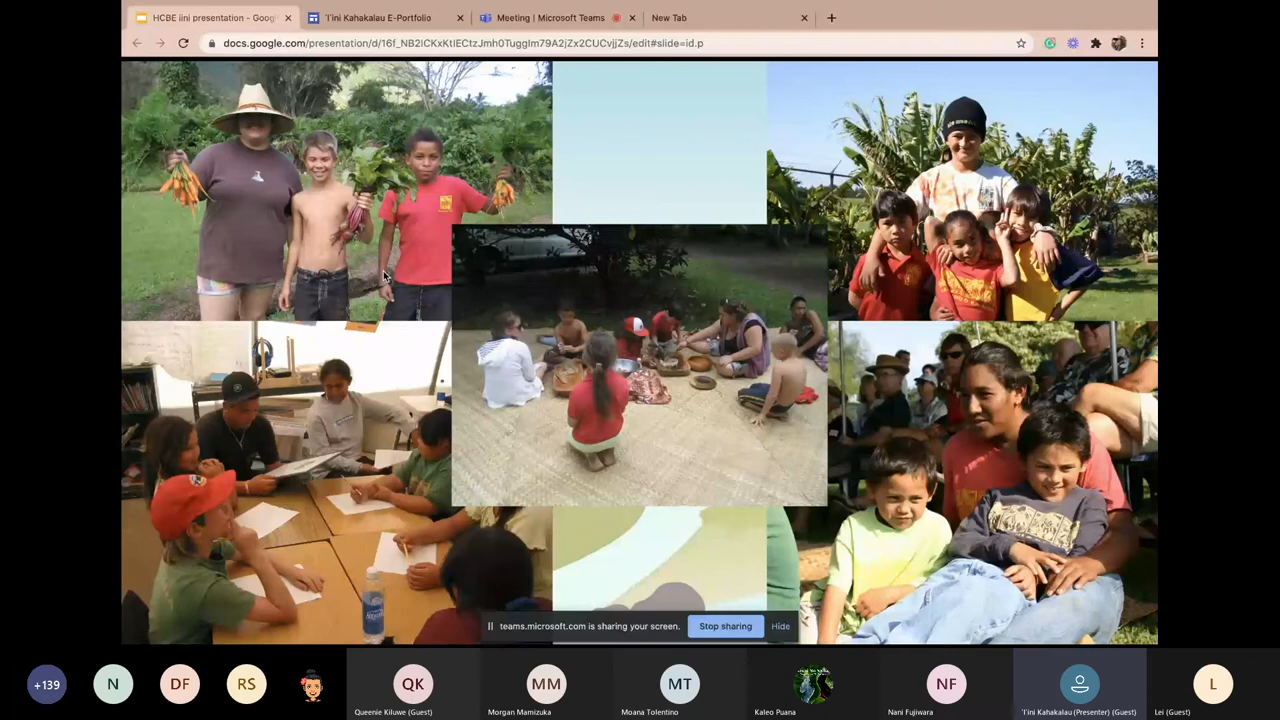 HCBE iini presentation - Goog
'I'ini Kahakalau E-Portfolio
Meeting | Microsoft Teams
New Tab
docs.google.com/presentation/d/16f_NB2lCKxKtiECtzJmh0TuggIm79A2jZx2CUCvjjZs/edit#slide=id.p
teams.microsoft.com is sharing your screen.
Stop sharing
Hide
+139
N
DF
RS
QK
MM
MT
NF
L
Queenie Kiluwe (Guest)
Morgan Mamizuka
Moana Tolentino
Kaleo Puana
Nani Fujiwara
'I'ini Kahakalau (Presenter) (Guest)
Lei (Guest)